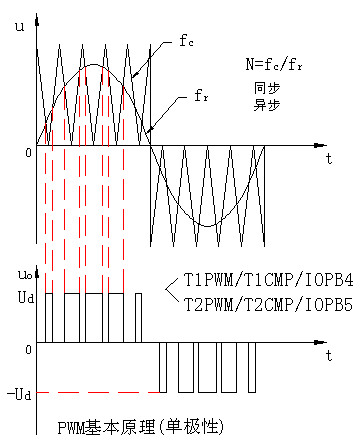 u
fc
N=fc/fr
同步
异步
fr
0
t
uo
Ud
T1PWM/T1CMP/IOPB4
T2PWM/T2CMP/IOPB5
0
t
-Ud
PWM基本原理(单极性)